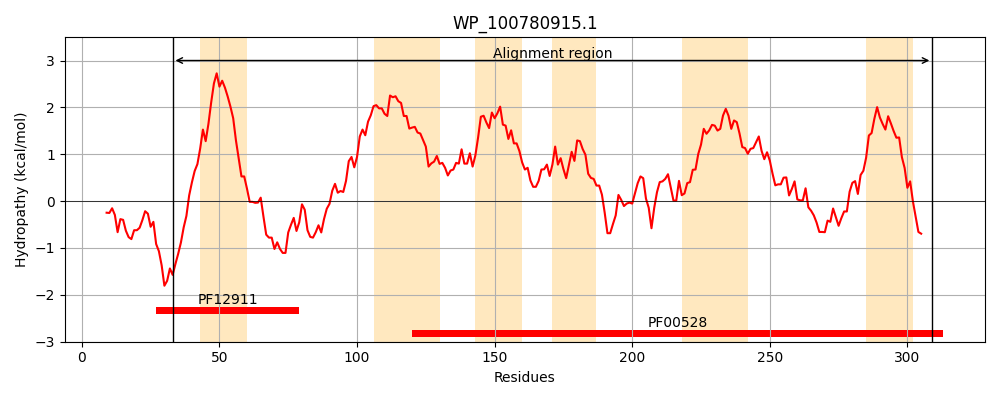 WP_100780915.1
Alignment region
Hydropathy (kcal/mol)
3
2
1
0
−1
−2
−3
PF12911
PF00528
0
50
100
150
200
250
300
Residues